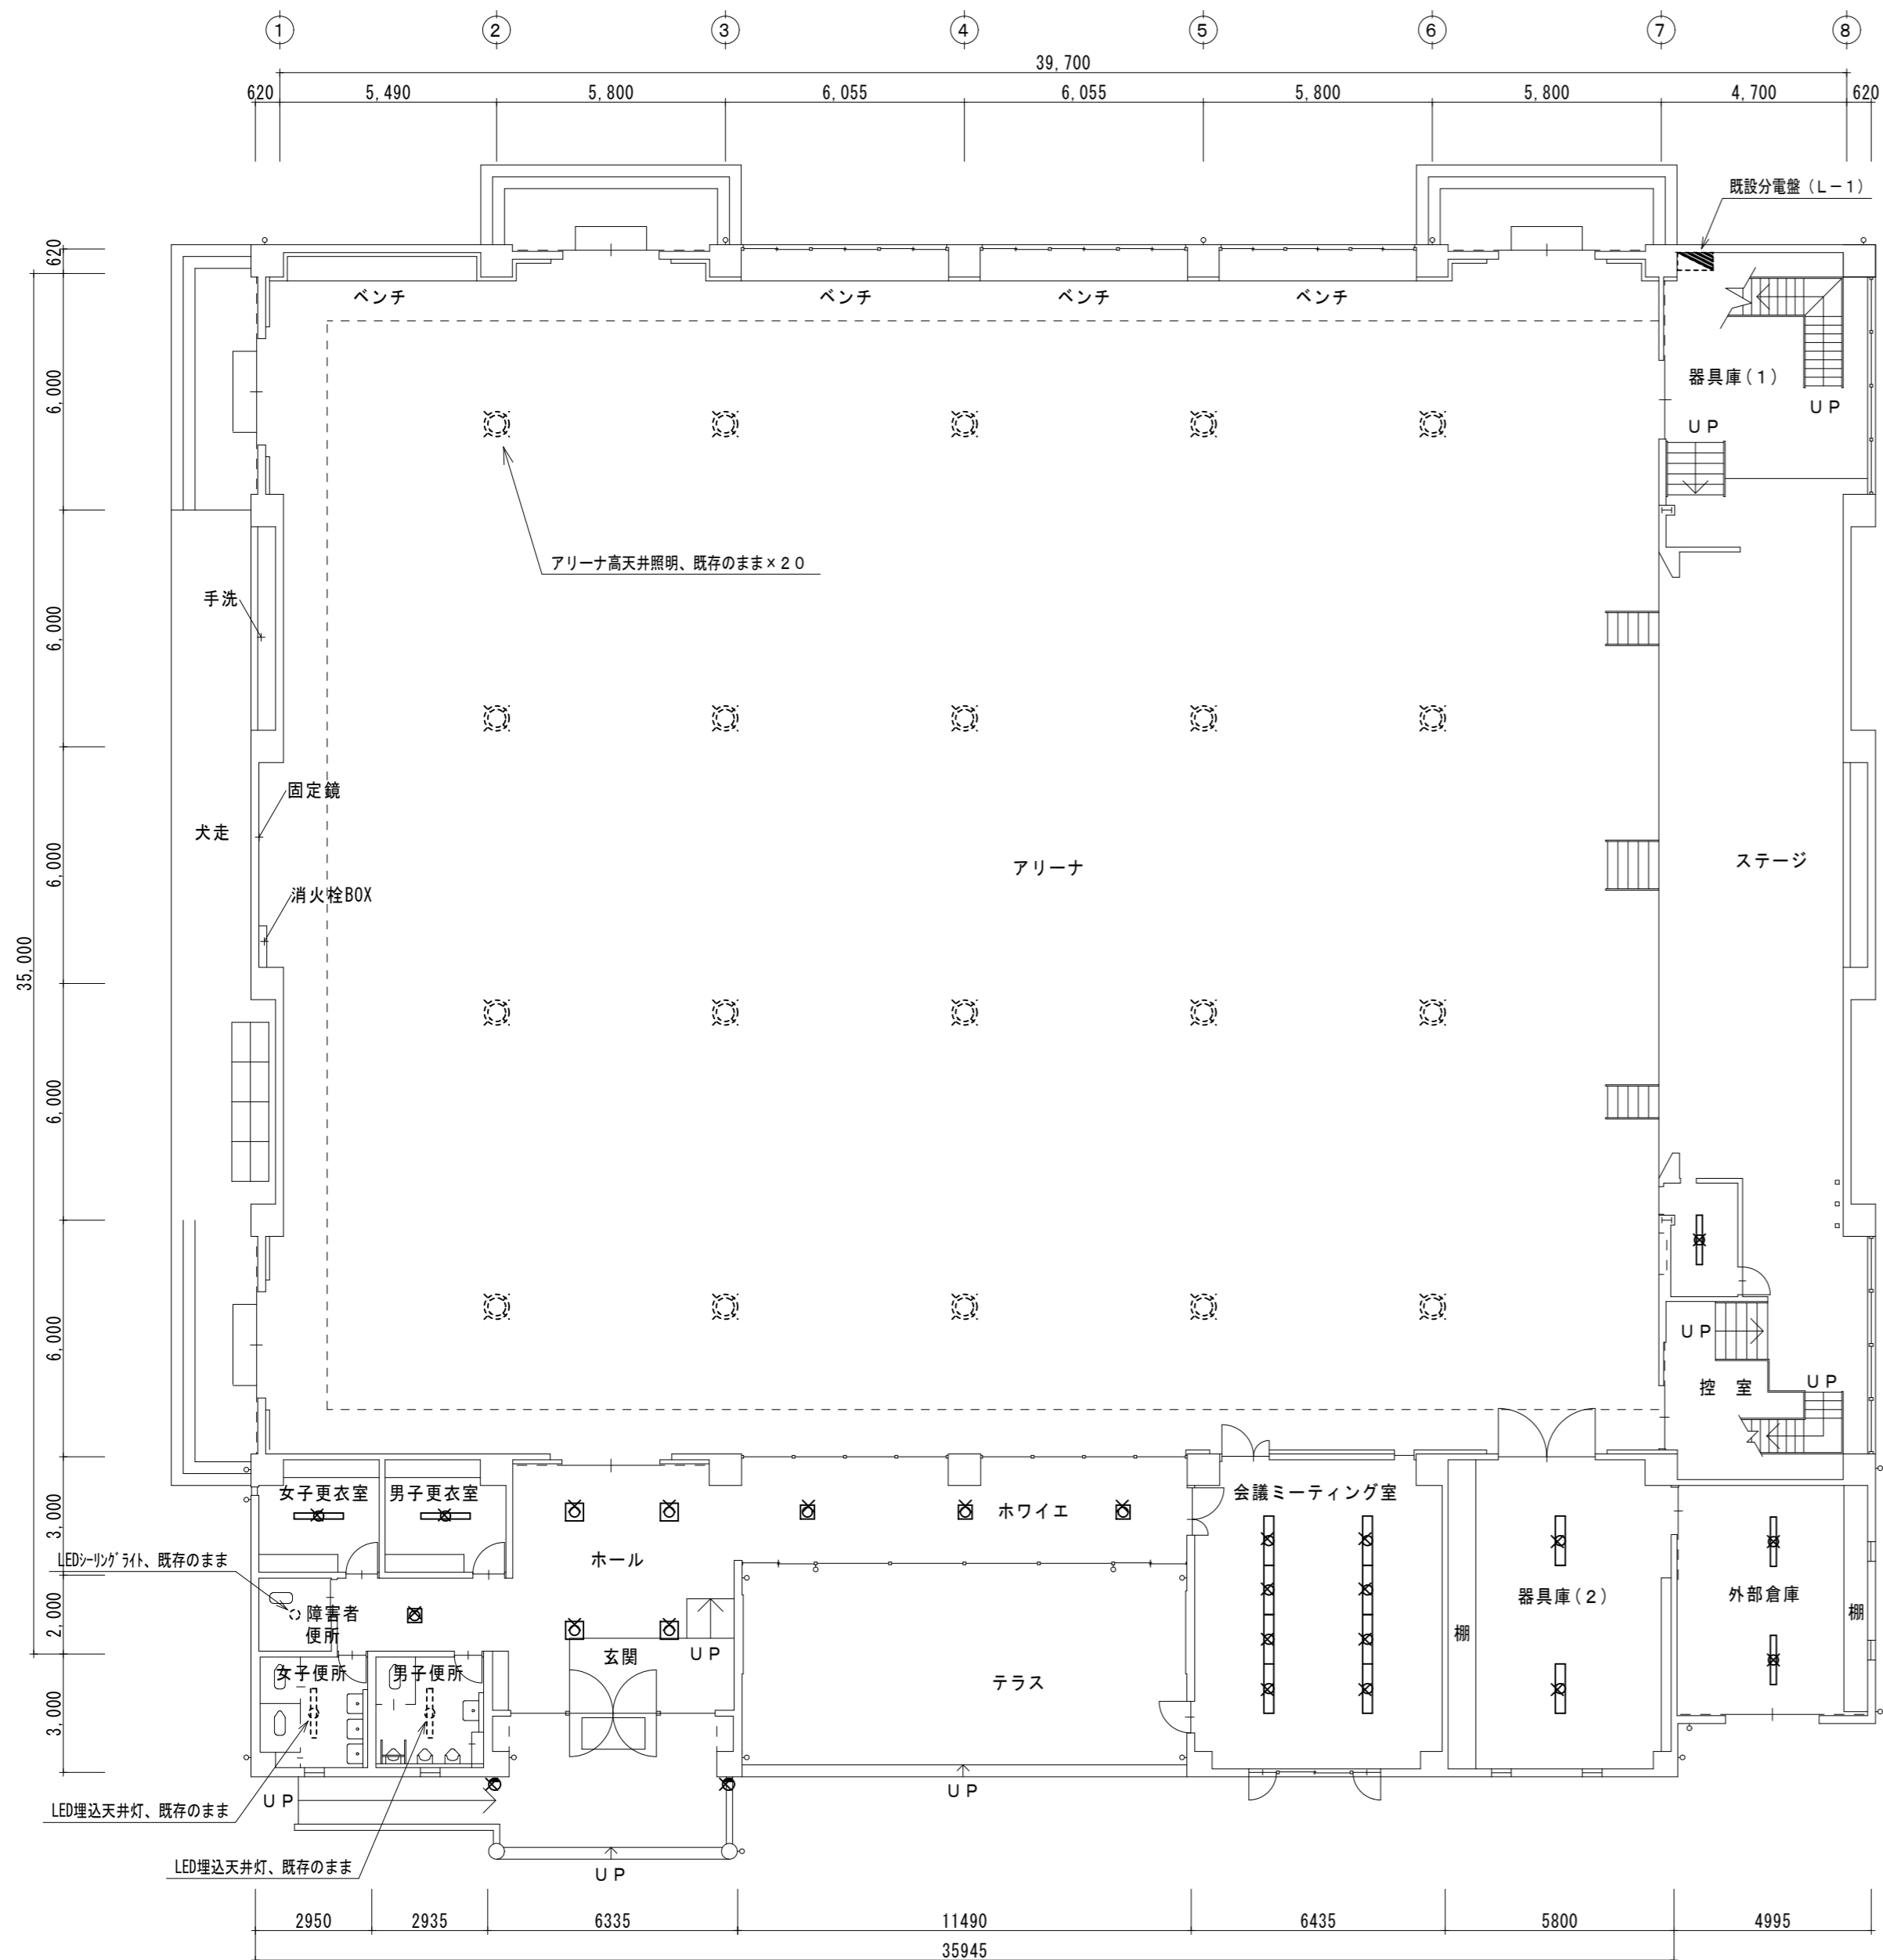 1 2 3 4 5 6 7 8
39,700
620 5,490 5,800 6,055 6,055 5,800 5,800 4,700 620
既設分電盤（L－1）
620
ベンチ ベンチ ベンチ ベンチ
器具庫(1)
6,000
UP
UP
アリーナ高天井照明、既存のまま×20
手洗
6,000
固定鏡
犬走
ステージ
アリーナ
6,000
消火栓BOX
35,000
6,000
UP
6,000
控 室
UP
女子更衣室 男子更衣室
会議ミーティング室
3,000
ホワイエ
LEDシーリングライト、既存のまま
ホール
器具庫(2)
外部倉庫
2,000
障害者
便所
棚
棚
玄関
UP
女子便所 男子便所
テラス
3,000
UP
UP
LED埋込天井灯、既存のまま
LED埋込天井灯、既存のまま
UP
2950 2935 6335 11490 6435 5800 4995
35945